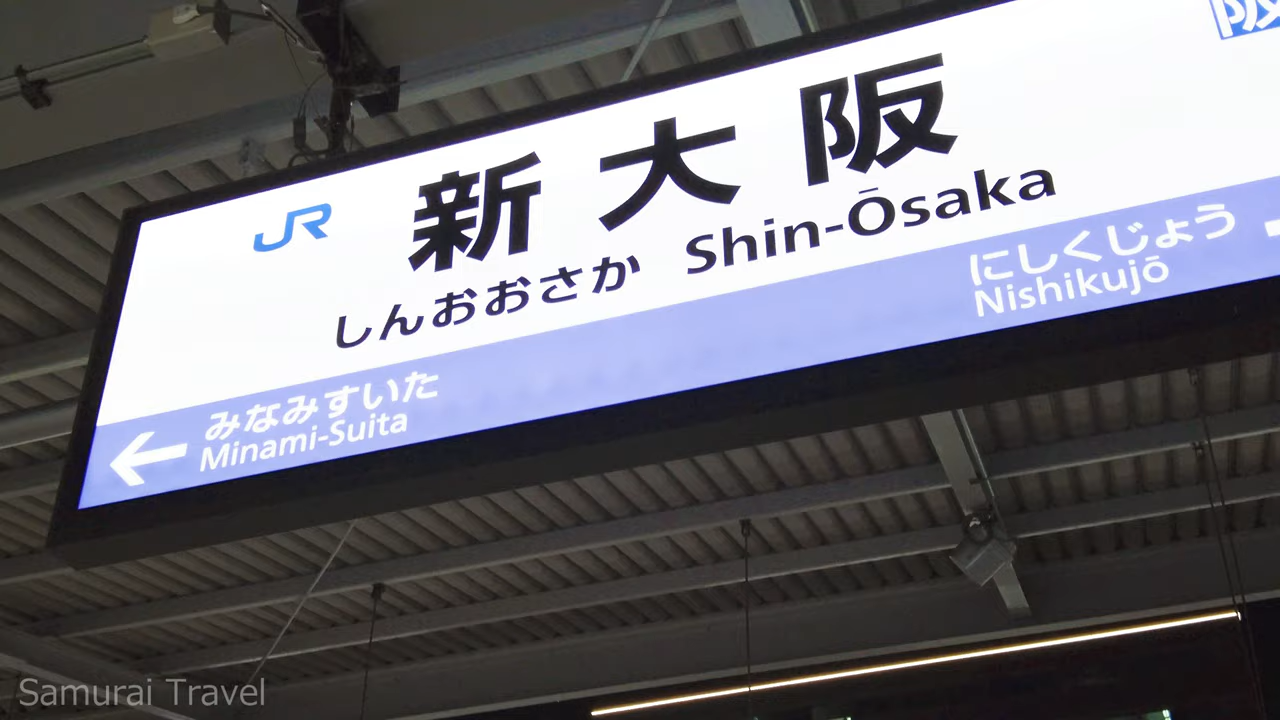 阪
JR
新大阪
しんおおさか Shin-Ōsaka
にしくじょう
Nishikujō
みなみすいた
Minami-Suita
Samurai Travel